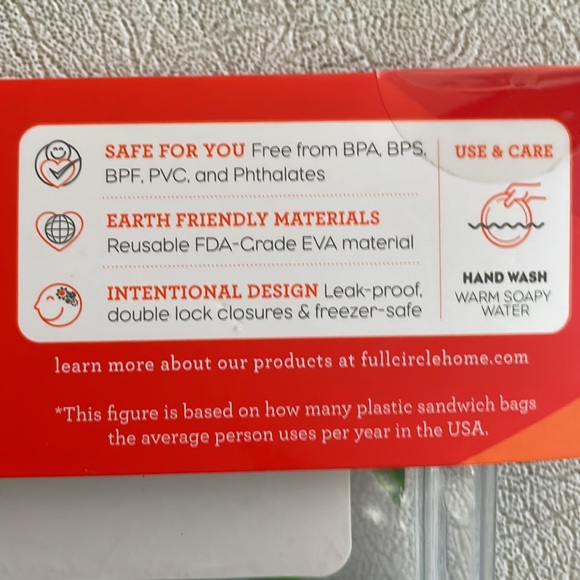 SAFE FOR YOU Free from BPA, BPS,
BPF, PVC, and Phthalates
EARTH FRIENDLY MATERIALS
Reusable FDA-Grade EVA material
INTENTIONAL DESIGN Leak-proof,
double lock closures & freezer-safe
USE & CARE
HAND WASH
WARM SOAPY
WATER
learn more about our products at fullcirclehome.com
*This figure is based on how many plastic sandwich bags
the average person uses per year in the USA.